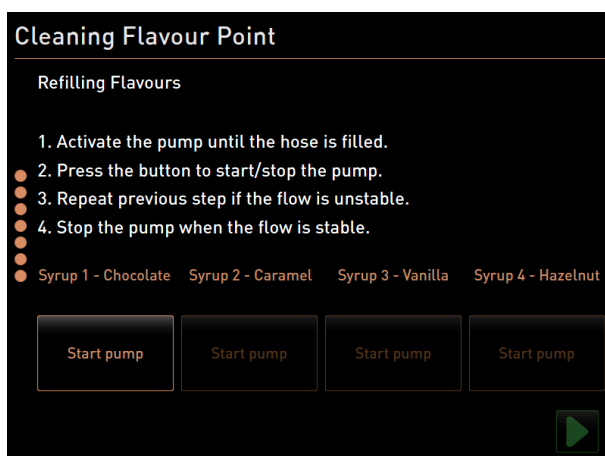 Cleaning Flavour Point
Refilling Flavours
1. Activate the pump until the hose is filled.
2. Press the button to start/stop the pump.
3. Repeat previous step if the flow is unstable.
4. Stop the pump when the flow is stable.
Syrup 1 - Chocolate Syrup 2 - Caramel Syrup 3 - Vanilla Syrup 4 - Hazelnut
Start pump Start pump Start pump Start pump